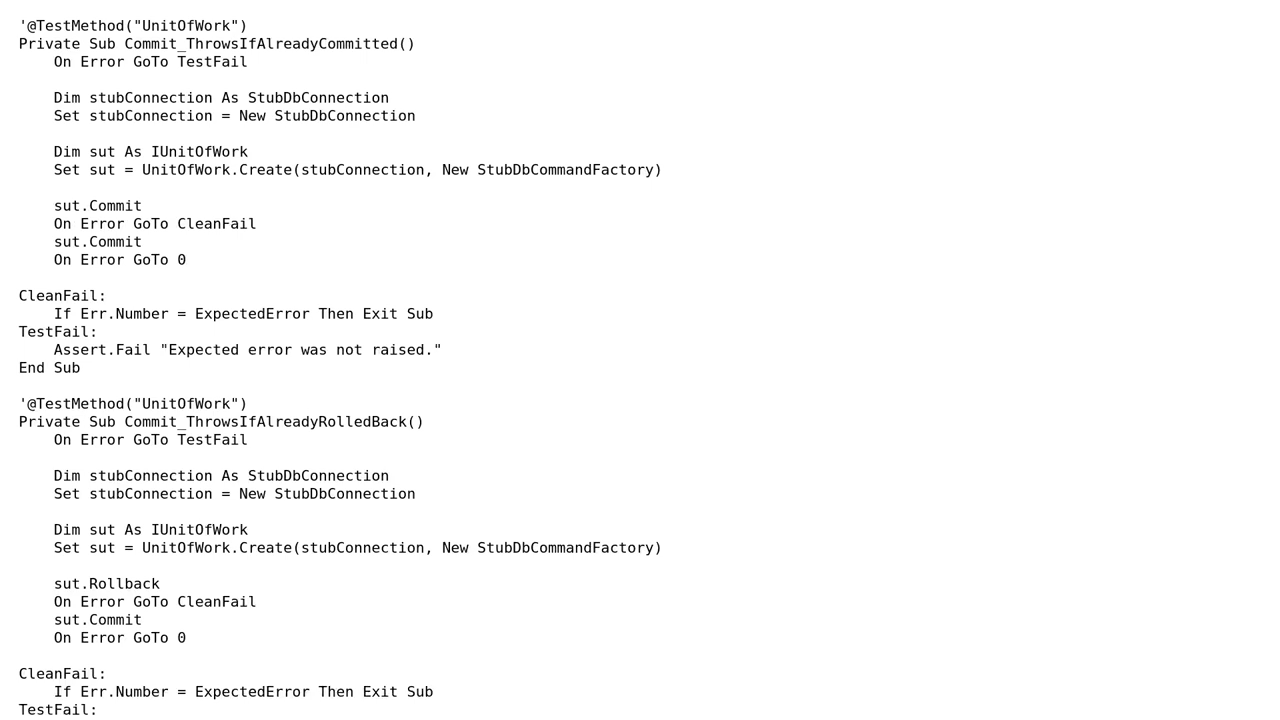 '@TestMethod("UnitOfWork")
Private Sub Commit_ThrowsIfAlreadyCommitted()
    On Error GoTo TestFail

    Dim stubConnection As StubDbConnection
    Set stubConnection = New StubDbConnection

    Dim sut As IUnitOfWork
    Set sut = UnitOfWork.Create(stubConnection, New StubDbCommandFactory)

    sut.Commit
    On Error GoTo CleanFail
    sut.Commit
    On Error GoTo 0

CleanFail:
    If Err.Number = ExpectedError Then Exit Sub
TestFail:
    Assert.Fail "Expected error was not raised."
End Sub

'@TestMethod("UnitOfWork")
Private Sub Commit_ThrowsIfAlreadyRolledBack()
    On Error GoTo TestFail

    Dim stubConnection As StubDbConnection
    Set stubConnection = New StubDbConnection

    Dim sut As IUnitOfWork
    Set sut = UnitOfWork.Create(stubConnection, New StubDbCommandFactory)

    sut.Rollback
    On Error GoTo CleanFail
    sut.Commit
    On Error GoTo 0

CleanFail:
    If Err.Number = ExpectedError Then Exit Sub
TestFail: